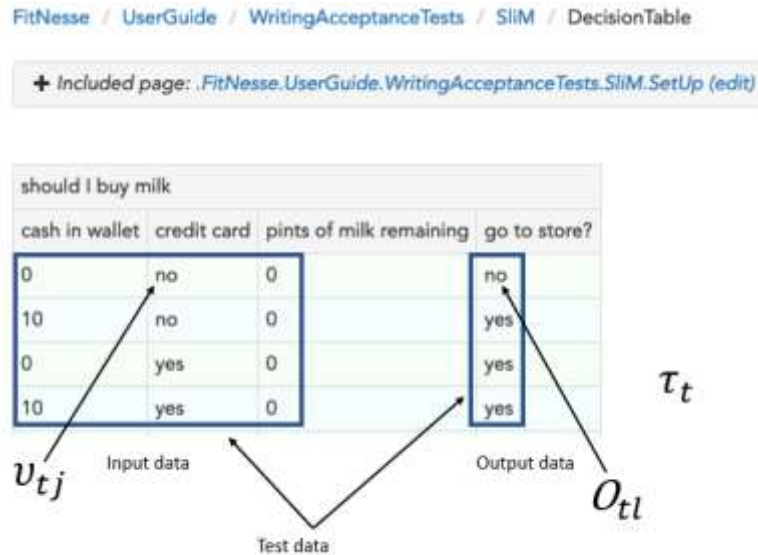 FitNesse / UserGuide / WritingAcceptanceTests / SliM / DecisionTable
+ Included page: .FitNesse.UserGuide.WritingAcceptanceTests.SliM.SetUp (edit)
should I buy milk
cash in wallet credit card pints of milk remaining go to store?
0 no 0 no
10 no 0 yes
0 yes 0 yes
10 yes 0 yes
τt
Input data Output data
υtj Otl
Test data